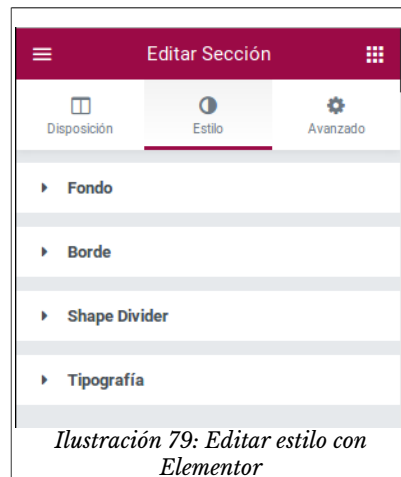 Editar Sección
Disposición Estilo Avanzado
Fondo
Borde
Shape Divider
Tipografía
Ilustración 79: Editar estilo con
Elementor